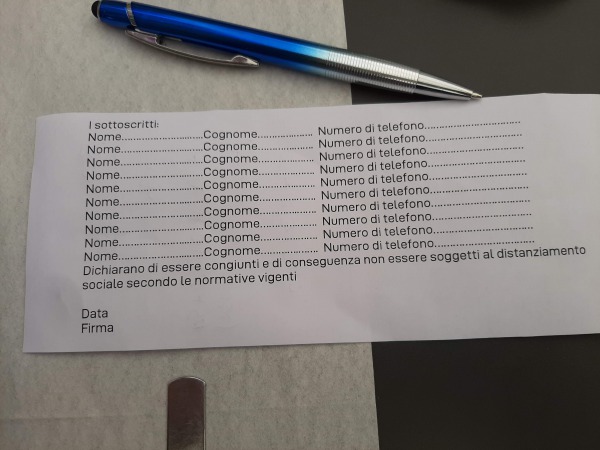 I sottoscritti:
Nome............................Cognome................... Numero di telefono.................................
Nome............................Cognome................... Numero di telefono.................................
Nome............................Cognome................... Numero di telefono.................................
Nome............................Cognome................... Numero di telefono.................................
Nome............................Cognome................... Numero di telefono.................................
Nome............................Cognome................... Numero di telefono.................................
Nome............................Cognome................... Numero di telefono.................................
Nome............................Cognome................... Numero di telefono.................................
Nome............................Cognome................... Numero di telefono.................................
Nome............................Cognome................... Numero di telefono.................................
Dichiarano di essere congiunti e di conseguenza non essere soggetti al distanziamento
sociale secondo le normative vigenti
Data
Firma